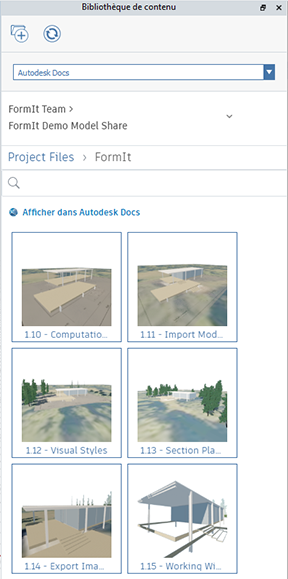 Bibliothèque de contenu
Autodesk Docs
FormIt Team >
FormIt Demo Model Share
Project Files > FormIt
Afficher dans Autodesk Docs
1.10 - Computatio...
1.11 - Import Mod...
1.12 - Visual Styles
1.13 - Section Pla...
1.14 - Export Ima...
1.15 - Working Wi...